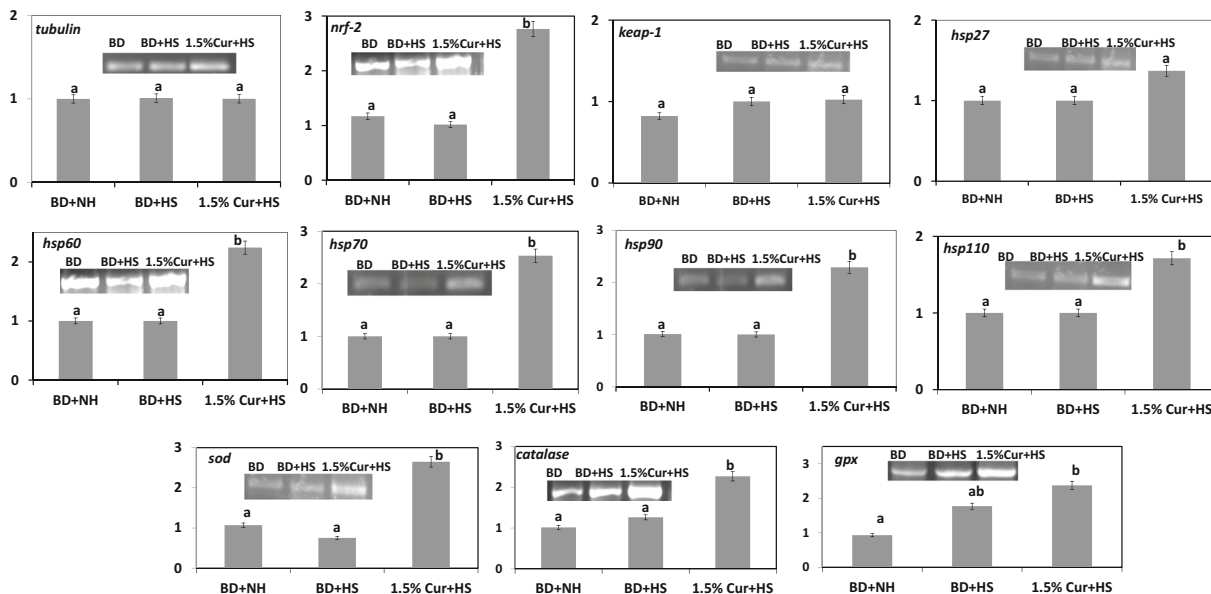 tubulin
BD BD+HS 1.5%Cur+HS
2
1
0
a a a
BD+NH BD+HS 1.5% Cur+HS
nrf-2
BD BD+HS 1.5%Cur+HS
3
2
1
0
a a b
BD+NH BD+HS 1.5% Cur+HS
keap-1
BD BD+HS 1.5%Cur+HS
2
1
0
a a a
BD+NH BD+HS 1.5% Cur+HS
hsp27
BD BD+HS 1.5%Cur+HS
2
1
0
a a a
BD+NH BD+HS 1.5% Cur+HS
hsp60
BD BD+HS 1.5%Cur+HS
2
1
0
a a b
BD+NH BD+HS 1.5% Cur+HS
hsp70
BD BD+HS 1.5%Cur+HS
3
2
1
0
a a b
BD+NH BD+HS 1.5% Cur+HS
hsp90
BD BD+HS 1.5%Cur+HS
3
2
1
0
a a b
BD+NH BD+HS 1.5% Cur+HS
hsp110
BD BD+HS 1.5%Cur+HS
2
1
0
a a b
BD+NH BD+HS 1.5% Cur+HS
sod
BD BD+HS 1.5%Cur+HS
3
2
1
0
a a b
BD+NH BD+HS 1.5% Cur+HS
catalase
BD BD+HS 1.5%Cur+HS
3
2
1
0
a a b
BD+NH BD+HS 1.5% Cur+HS
gpx
BD BD+HS 1.5%Cur+HS
3
2
1
0
a ab b
BD+NH BD+HS 1.5% Cur+HS